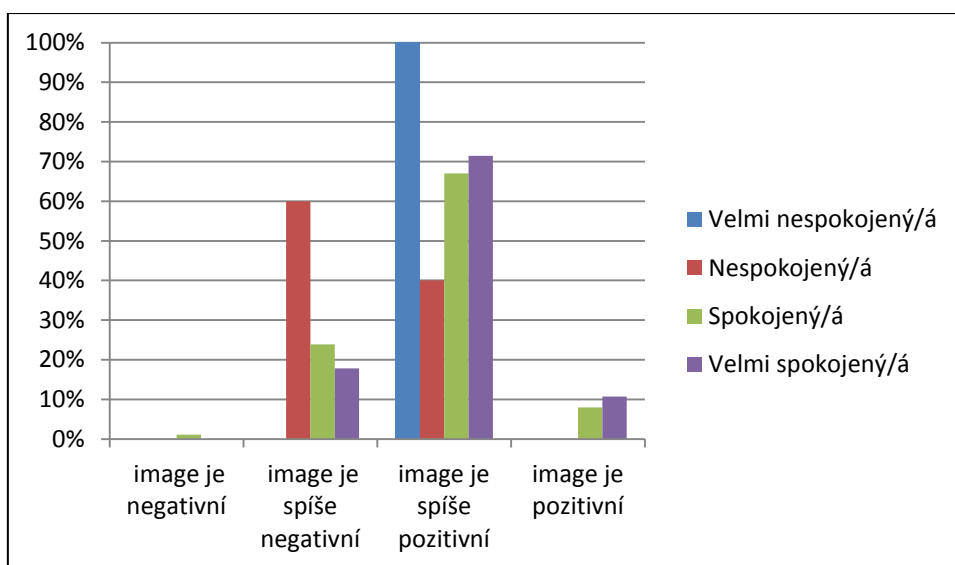 100%
90%
80%
70%
60%
50%
40%
30%
20%
10%
0%
image je
negativní
image je
spíše
negativní
image je
spíše
pozitivní
image je
pozitivní
Velmi nespokojený/á
Nespokojený/á
Spokojený/á
Velmi spokojený/á